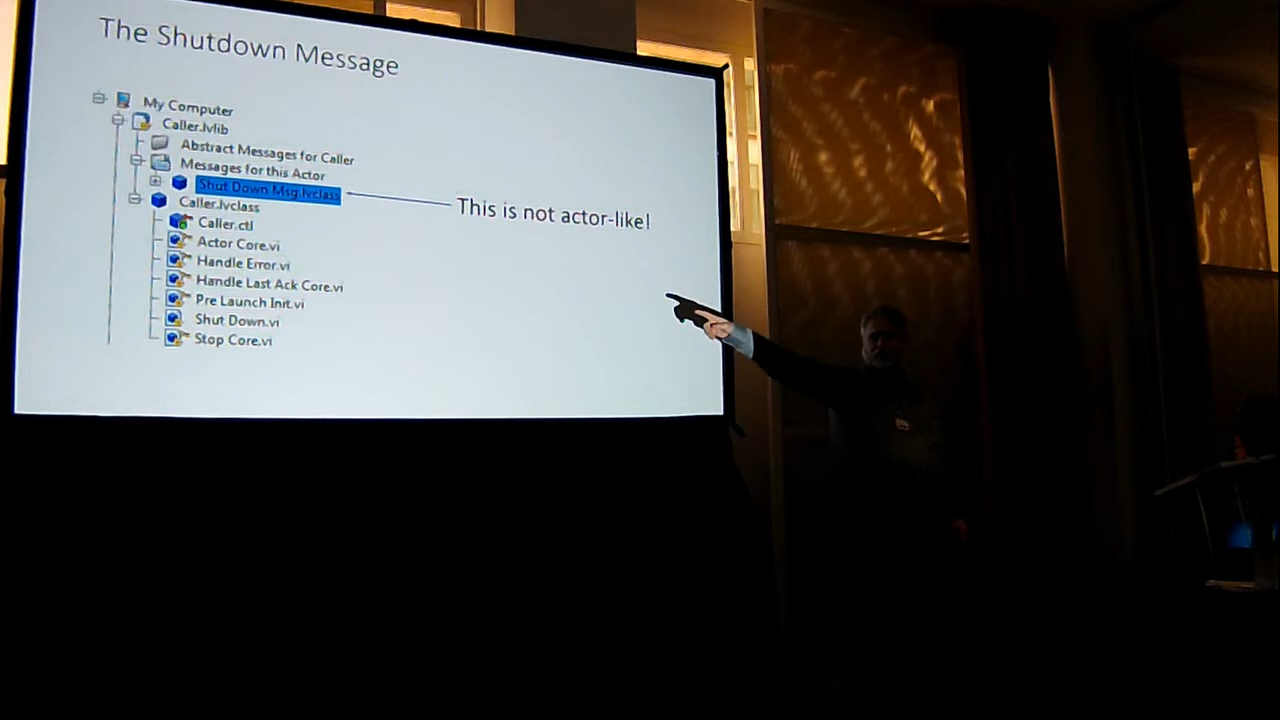 The Shutdown Message
My Computer
Caller.lvlib
Abstract Messages for Caller
Messages for this Actor
Shut Down Msg.lvclass
This is not actor-like!
Caller.lvclass
Caller.ctl
Actor Core.vi
Handle Error.vi
Handle Last Ack Core.vi
Pre Launch Init.vi
Shut Down.vi
Stop Core.vi